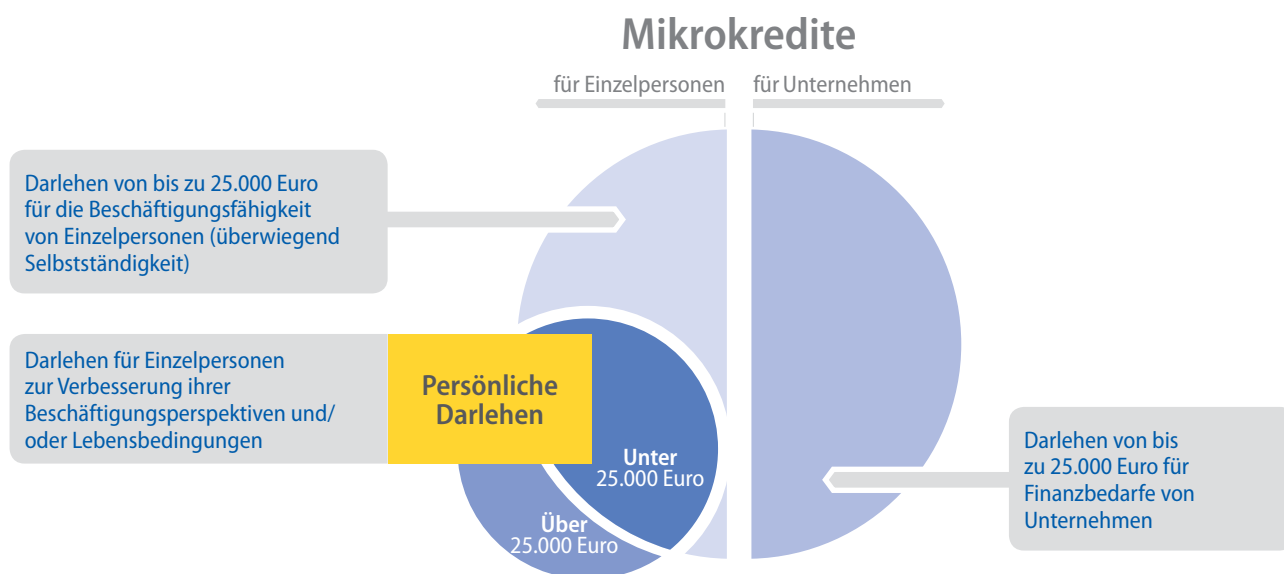 Mikrokredite
für Einzelpersonen
für Unternehmen
Darlehen von bis zu 25.000 Euro
für die Beschäftigungsfähigkeit
von Einzelpersonen (überwiegend
Selbstständigkeit)
Darlehen für Einzelpersonen
zur Verbesserung ihrer
Beschäftigungsperspektiven und/
oder Lebensbedingungen
Persönliche
Darlehen
Unter
25.000 Euro
Über
25.000 Euro
Darlehen von bis
zu 25.000 Euro für
Finanzbedarfe von
Unternehmen